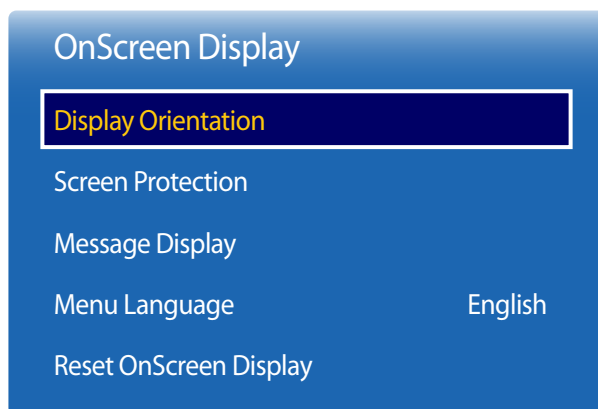 OnScreen Display
Display Orientation
Screen Protection
Message Display
Menu Language English
Reset OnScreen Display